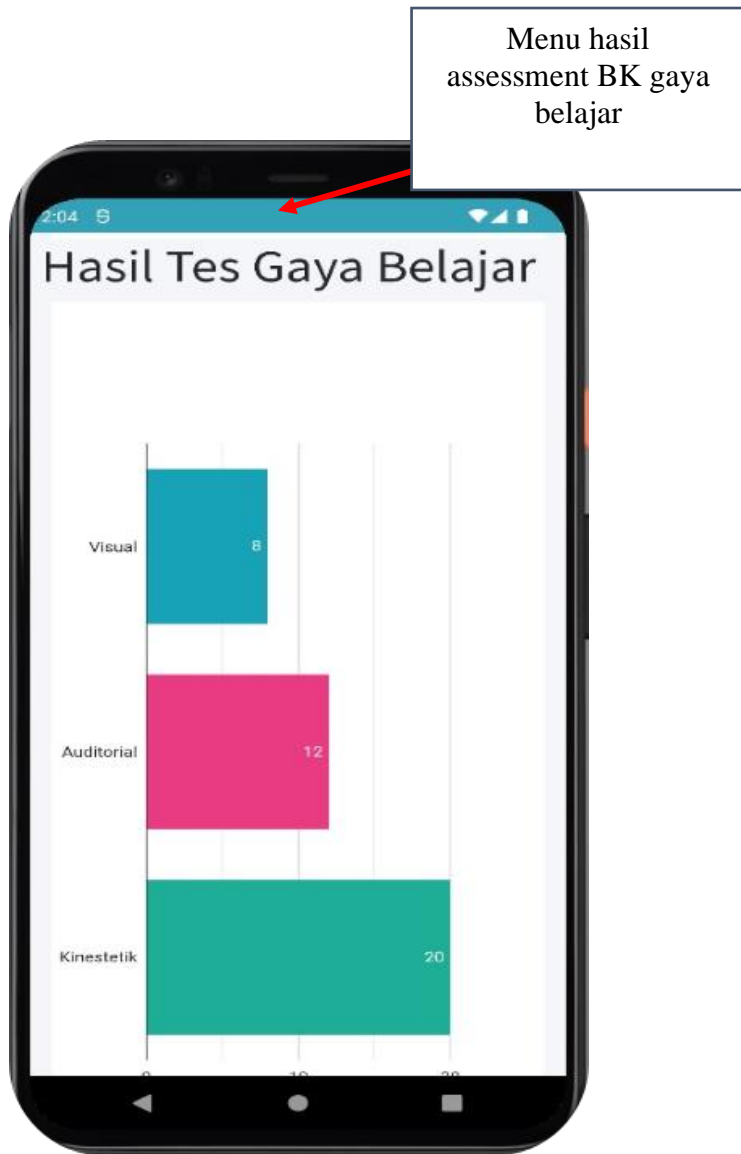 Menu hasil
assessment BK gaya
belajar
2:04
Hasil Tes Gaya Belajar
Visual
8
Auditorial
12
Kinestetik
20